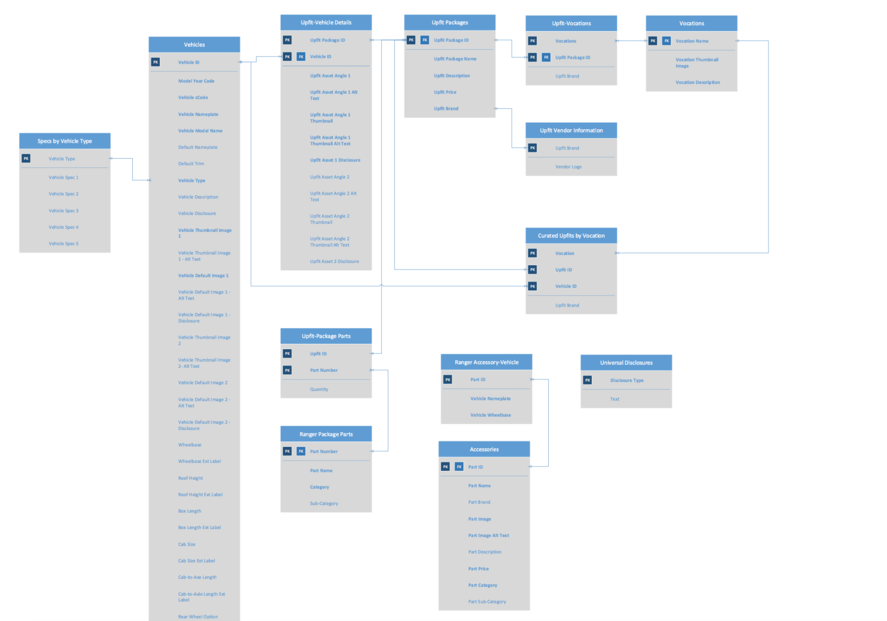 Specs by Vehicle Type
PK
Vehicle Type
Vehicle Spec 1
Vehicle Spec 2
Vehicle Spec 3
Vehicle Spec 4
Vehicle Spec 5
Vehicles
PK
Vehicle ID
Model Year Code
Vehicle vCode
Vehicle Nameplate
Vehicle Model Name
Default Nameplate
Default Trim
Vehicle Type
Vehicle Description
Vehicle Disclosure
Vehicle Thumbnail Image
1
Vehicle Thumbnail Image
1 - Alt Text
Vehicle Default Image 1
Vehicle Default Image 1 -
Alt Text
Vehicle Default Image 1 -
Disclosure
Vehicle Thumbnail Image
2
Vehicle Thumbnail Image
2- Alt Text
Vehicle Default Image 2
Vehicle Default Image 2 -
Alt Text
Vehicle Default Image 2 -
Disclosure
Wheelbase
Wheelbase Ext Label
Roof Height
Roof Height Ext Label
Box Length
Box Length Ext Label
Cab Size
Cab Size Ext Label
Cab-to-Axe Length
Cab-to-Axle Length Ext
Label
Rear Wheel Option
Upfit-Vehicle Details
PK
Upfit Package ID
PK FK Vehicle ID
Upfit Asset Angle 1
Upfit Asset Angle 1 Alt
Text
Upfit Asset Angle 1
Thumbnail
Upfit Asset Angle 1
Thumbnail Alt Text
Upfit Asset 1 Disclosure
Upfit Asset Angle 2
Upfit Asset Angle 2 Alt
Text
Upfit Asset Angle 2
Thumbnail
Upfit Asset Angle 2
Thumbnail Alt Text
Upfit Asset 2 Disclosure
Upfit-Package Parts
PK
Upfit ID
PK
Part Number
Quantity
Ranger Package Parts
PK FK Part Number
Part Name
Category
Sub-Category
Upfit Packages
PK FK Upfit Package ID
Upfit Package Name
Upfit Description
Upfit Price
Upfit Brand
Upfit-Vocations
PK
Vocations
PK FK Upfit Package ID
Upfit Brand
Vocations
PK FK Vocation Name
Vocation Thumbnail
Image
Vocation Description
Upfit Vendor Information
PK
Upfit Brand
Vendor Logo
Curated Upfits by Vocation
PK
Vocation
PK
Upfit ID
PK
Vehicle ID
Upfit Brand
Ranger Accessory-Vehicle
PK
Part ID
Vehicle Nameplate
Vehicle Wheelbase
Accessories
PK FK Part ID
Part Name
Part Brand
Part Image
Part Image Alt Text
Part Description
Part Price
Part Category
Part Sub-Category
Universal Disclosures
PK
Disclosure Type
Text